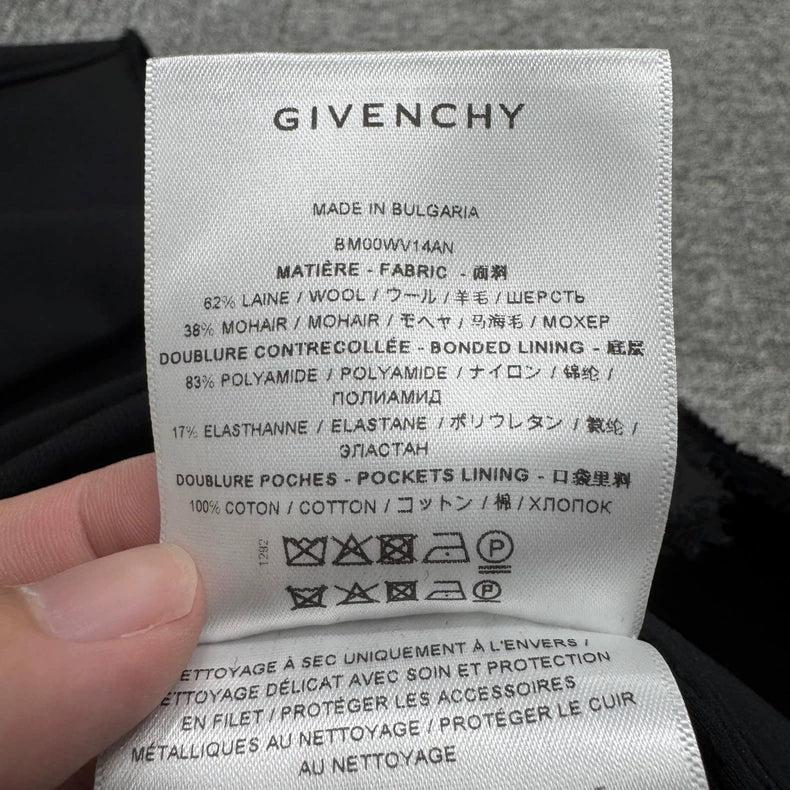 GIVENCHY
MADE IN BULGARIA
BM00WV14AN
MATIÈRE - FABRIC - 面料
62% LAINE / WOOL / ウール / 羊毛 / ШЕРСТЬ
38% MOHAIR / MOHAIR / モヘヤ / 马海毛 / МОХЕР
DOUBLURE CONTRECOLLÉE - BONDED LINING - 底层
83% POLYAMIDE / POLYAMIDE / ナイロン / 锦纶 /
ПОЛИАМИД
17% ELASTHANNE / ELASTANE / ポリウレタン / 氨纶 /
ЭЛАСТАН
DOUBLURE POCHES - POCKETS LINING - 口袋里料
100% COTON / COTTON / コットン / 棉 / ХЛОПОК
1292
P
P
ETTOYAGE À SEC UNIQUEMENT À L'ENVERS /
ETTOYAGE DÉLICAT AVEC SOIN ET PROTECTION
EN FILET / PROTÉGER LES ACCESSOIRES
MÉTALLIQUES AU NETTOYAGE / PROTÉGER LE CUIR
AU NETTOYAGE